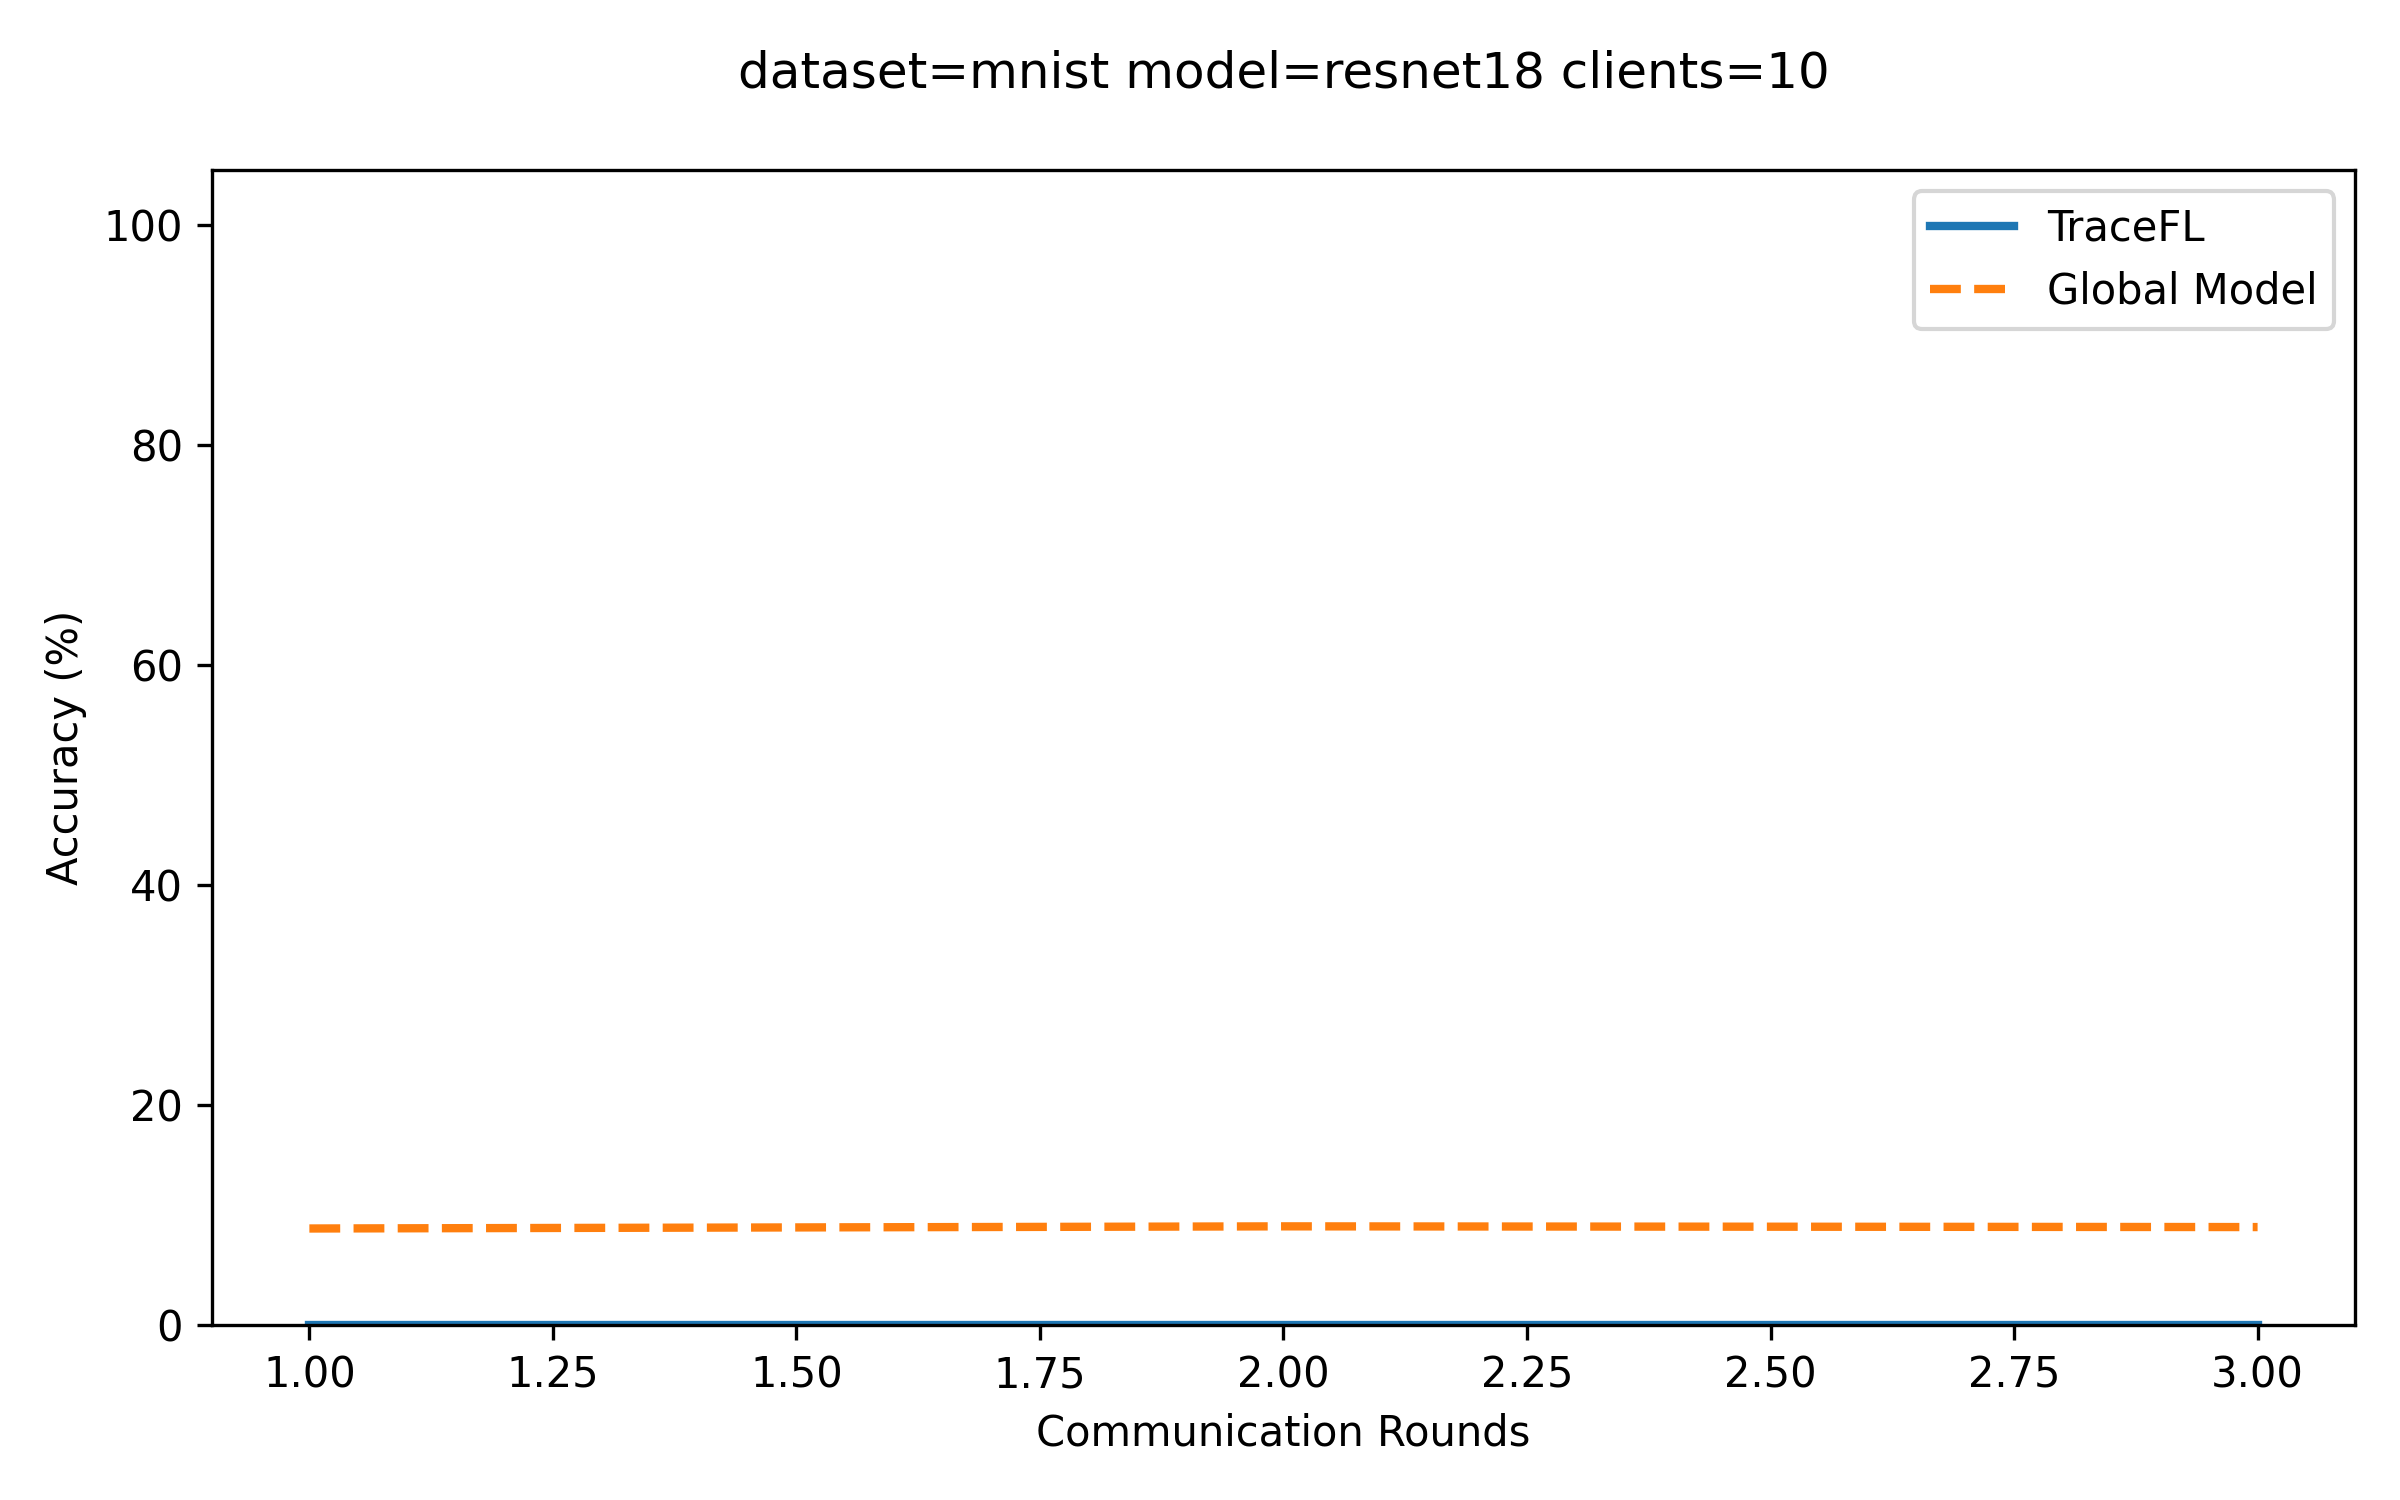 dataset=mnist model=resnet18 clients=10
TraceFL
Global Model
Accuracy (%)
100
80
60
40
20
0
1.00 1.25 1.50 1.75 2.00 2.25 2.50 2.75 3.00
Communication Rounds